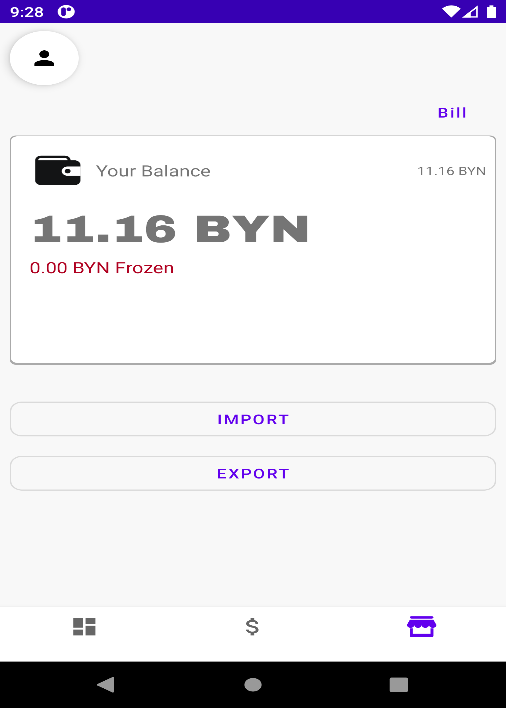 9:28
Bill
Your Balance
11.16 BYN
11.16 BYN
0.00 BYN Frozen
IMPORT
EXPORT